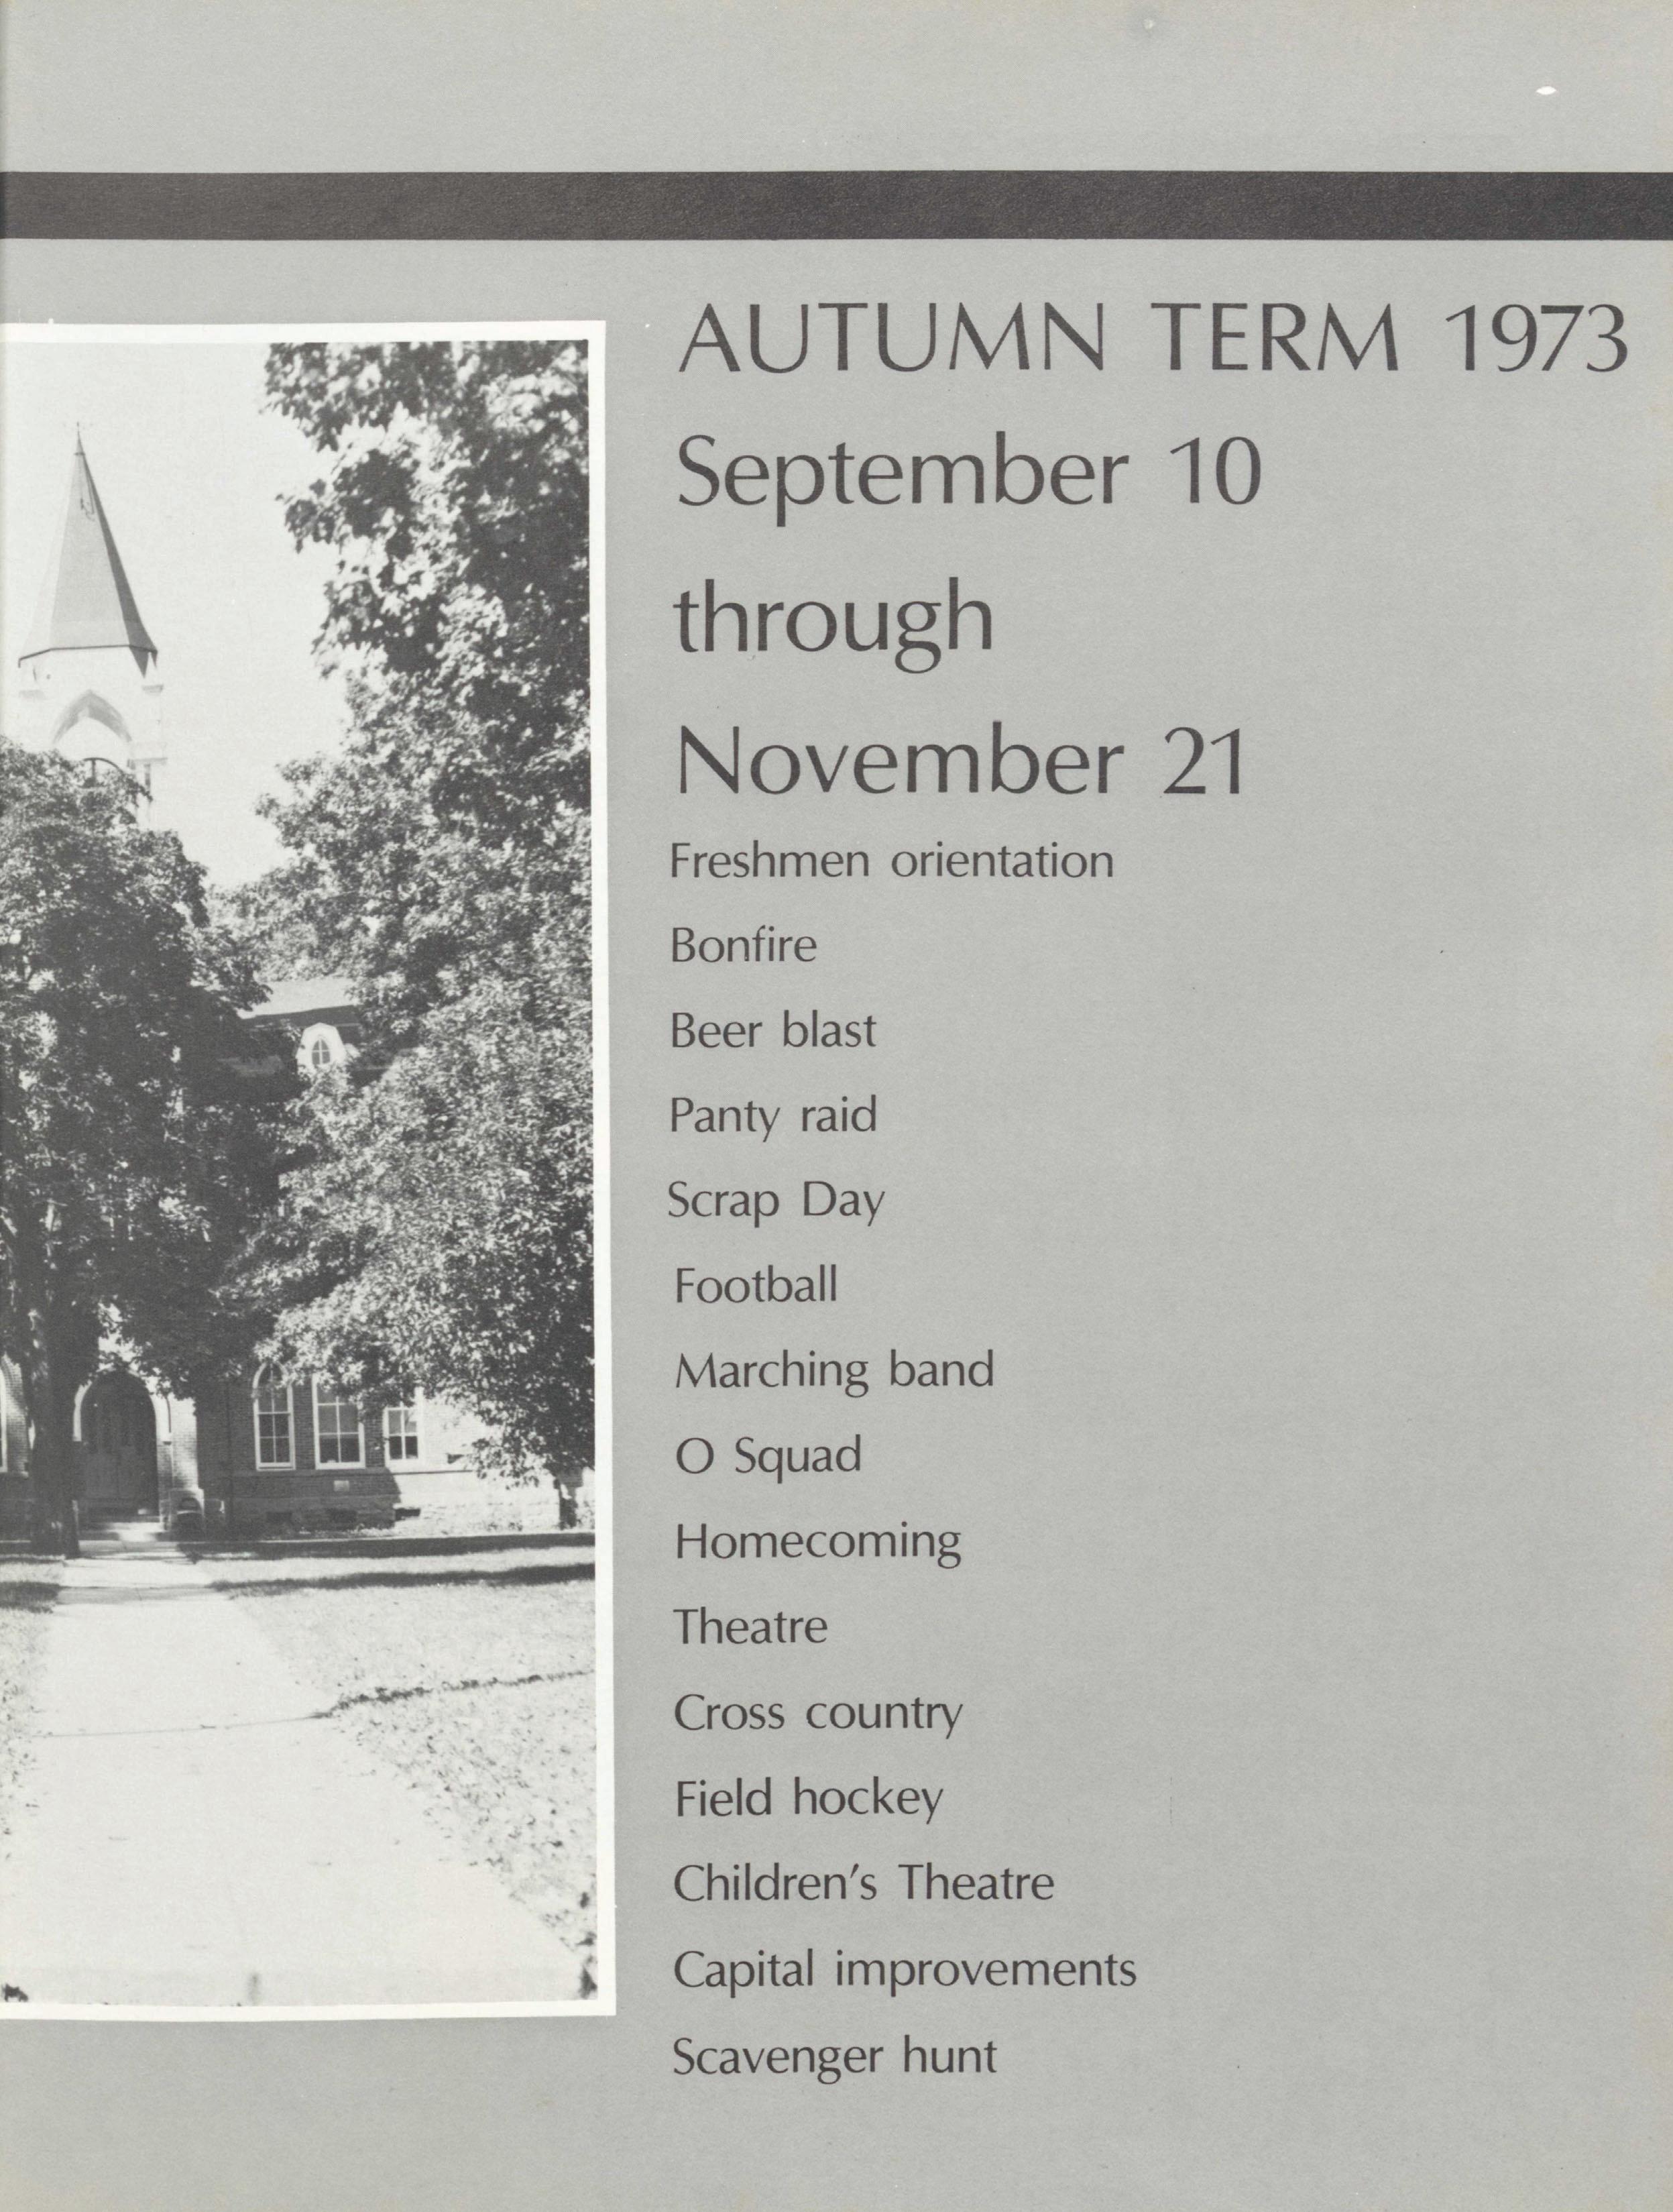 AUTUMN TERM 1973
September 10
through
November 21
Freshmen orientation
Bonfire
Beer blast
Panty raid
Scrap Day
Football
Marching band
O Squad
Homecoming
Theatre
Cross country
Field hockey
Children's Theatre
Capital improvements
Scavenger hunt